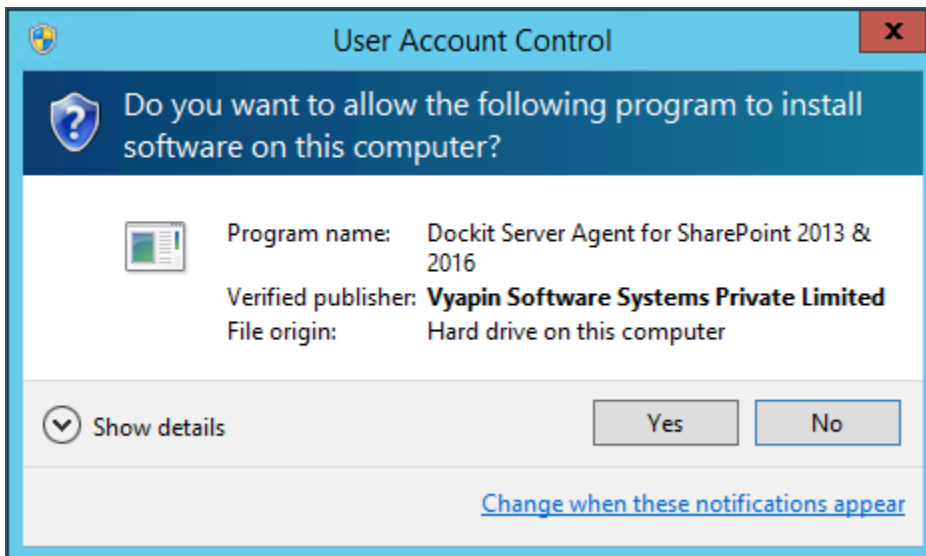 User Account Control
x
Do you want to allow the following program to install
software on this computer?
Program name: Dockit Server Agent for SharePoint 2013 &
2016
Verified publisher: Vyapin Software Systems Private Limited
File origin: Hard drive on this computer
Show details
Yes
No
Change when these notifications appear